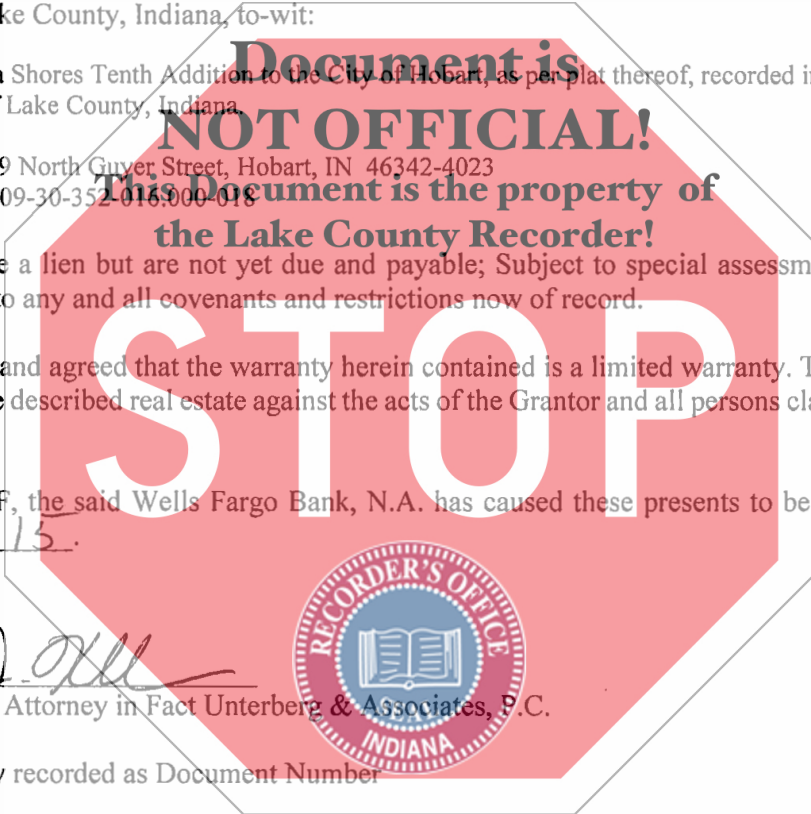 ke County, Indiana, to-wit:
Document is
Shores Tenth Addition to the City of Hobart, as per plat thereof, recorded i
Lake County, Indiana.
NOT OFFICIAL!
9 North Guyer Street, Hobart, IN 46342-4023
This Document is the property of
09-30-352-016.000-018
the Lake County Recorder!
e a lien but are not yet due and payable; Subject to special assessm
o any and all covenants and restrictions now of record.
STOP
and agreed that the warranty herein contained is a limited warranty. T
e described real estate against the acts of the Grantor and all persons cla
F, the said Wells Fargo Bank, N.A. has caused these presents to be
15.
RECORDER'S OFFICE
INDIANA
Attorney in Fact Unterberg & Associates, P.C.
y recorded as Document Number